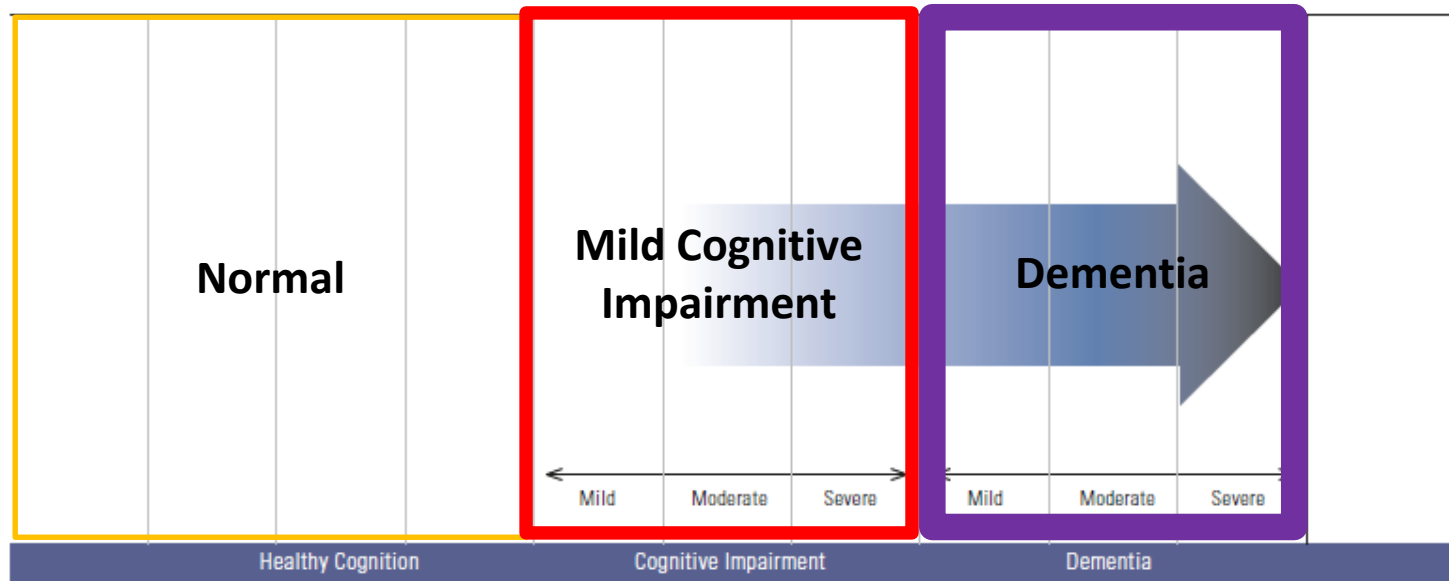 Normal
Mild Cognitive
Impairment
Dementia
Mild Moderate Severe Mild Moderate Severe
Healthy Cognition Cognitive Impairment Dementia